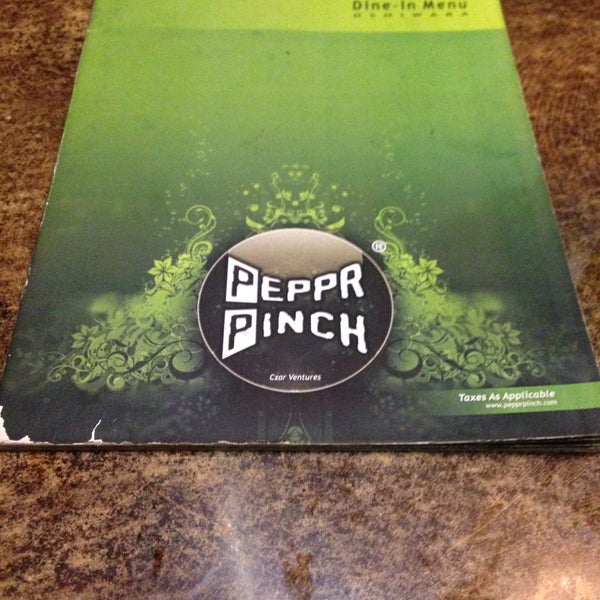 Dine-In Menu
OSHIWARA
PEPPR
PINCH
®
Czar Ventures
Taxes As Applicable
www.pepprpinch.com